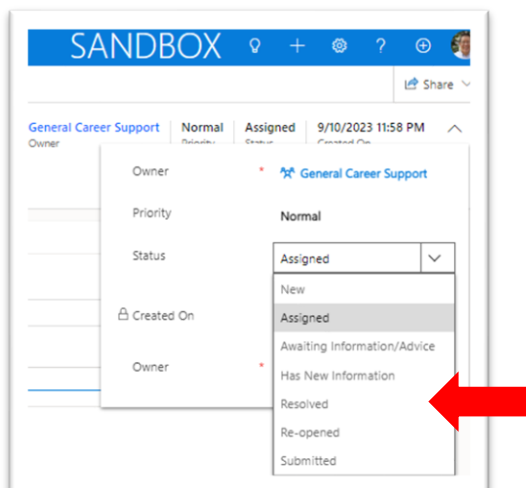 SANDBOX
Share
General Career Support Normal Assigned 9/10/2023 11:58 PM
Owner Priority Status Created On
Owner * General Career Support
Priority Normal
Status Assigned
New
Assigned
Created On
Awaiting Information/Advice
Owner *
Has New Information
Resolved
Re-opened
Submitted